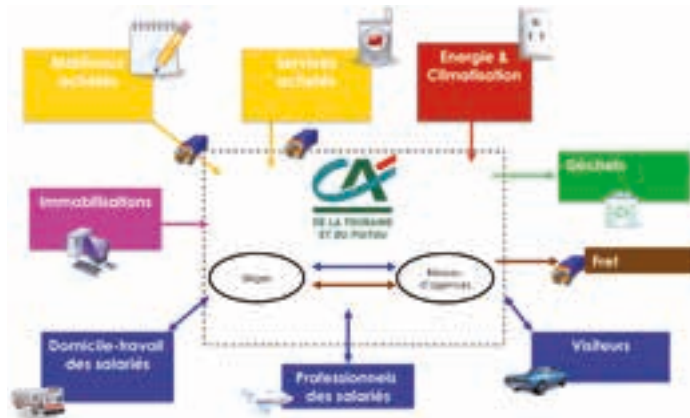 Matériaux
achetés
Services
achetés
Energie &
Climatisation
Immobilisations
CA
DE LA TOURAINE
ET DU POITOU
Déchets
Sièges
Réseau
d'agences
Fret
Domicile-travail
des salariés
Professionnels
des salariés
Visiteurs